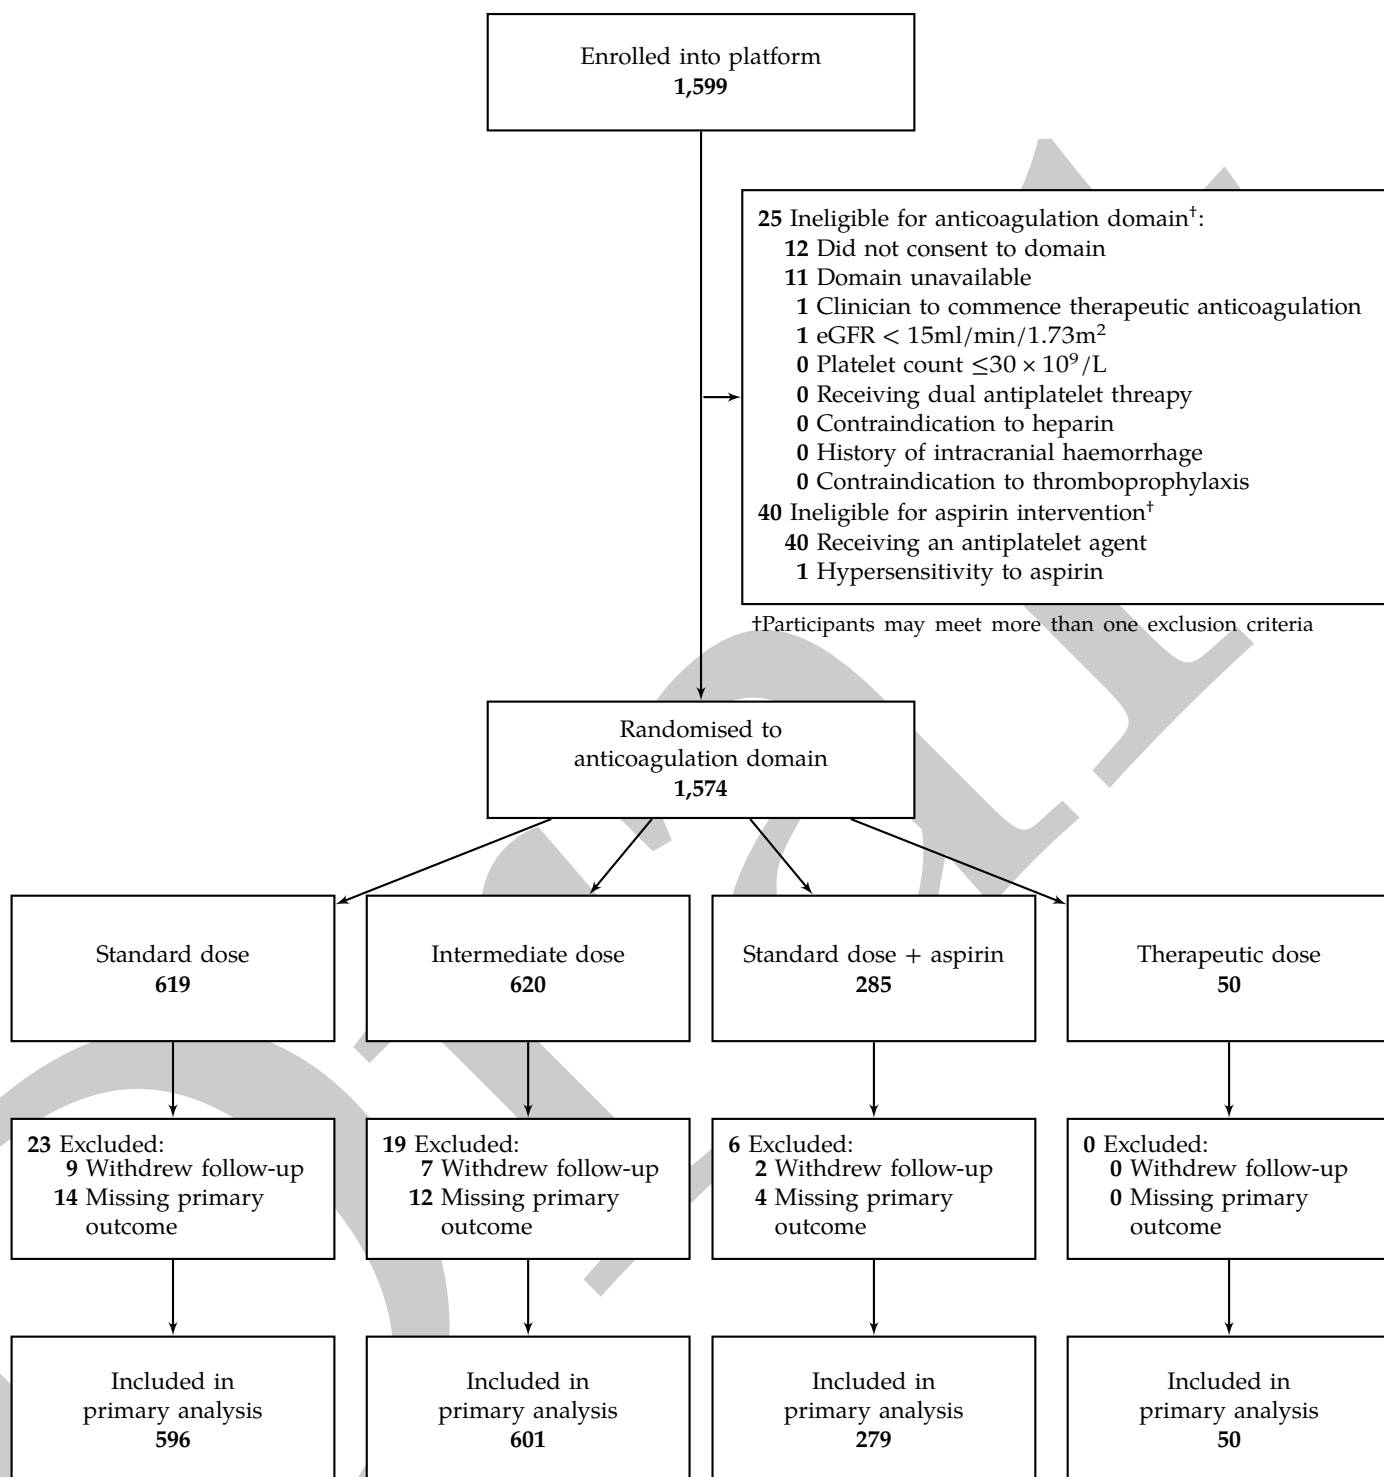 Enrolled into platform
1,599
25 Ineligible for anticoagulation domain†:
12 Did not consent to domain
11 Domain unavailable
1 Clinician to commence therapeutic anticoagulation
1 eGFR < 15ml/min/1.73m²
0 Platelet count ≤30 × 10⁹/L
0 Receiving dual antiplatelet threapy
0 Contraindication to heparin
0 History of intracranial haemorrhage
0 Contraindication to thromboprophylaxis
40 Ineligible for aspirin intervention†
40 Receiving an antiplatelet agent
1 Hypersensitivity to aspirin
†Participants may meet more than one exclusion criteria
Randomised to
anticoagulation domain
1,574
Standard dose
619
Intermediate dose
620
Standard dose + aspirin
285
Therapeutic dose
50
23 Excluded:
9 Withdrew follow-up
14 Missing primary
outcome
19 Excluded:
7 Withdrew follow-up
12 Missing primary
outcome
6 Excluded:
2 Withdrew follow-up
4 Missing primary
outcome
0 Excluded:
0 Withdrew follow-up
0 Missing primary
outcome
Included in
primary analysis
596
Included in
primary analysis
601
Included in
primary analysis
279
Included in
primary analysis
50